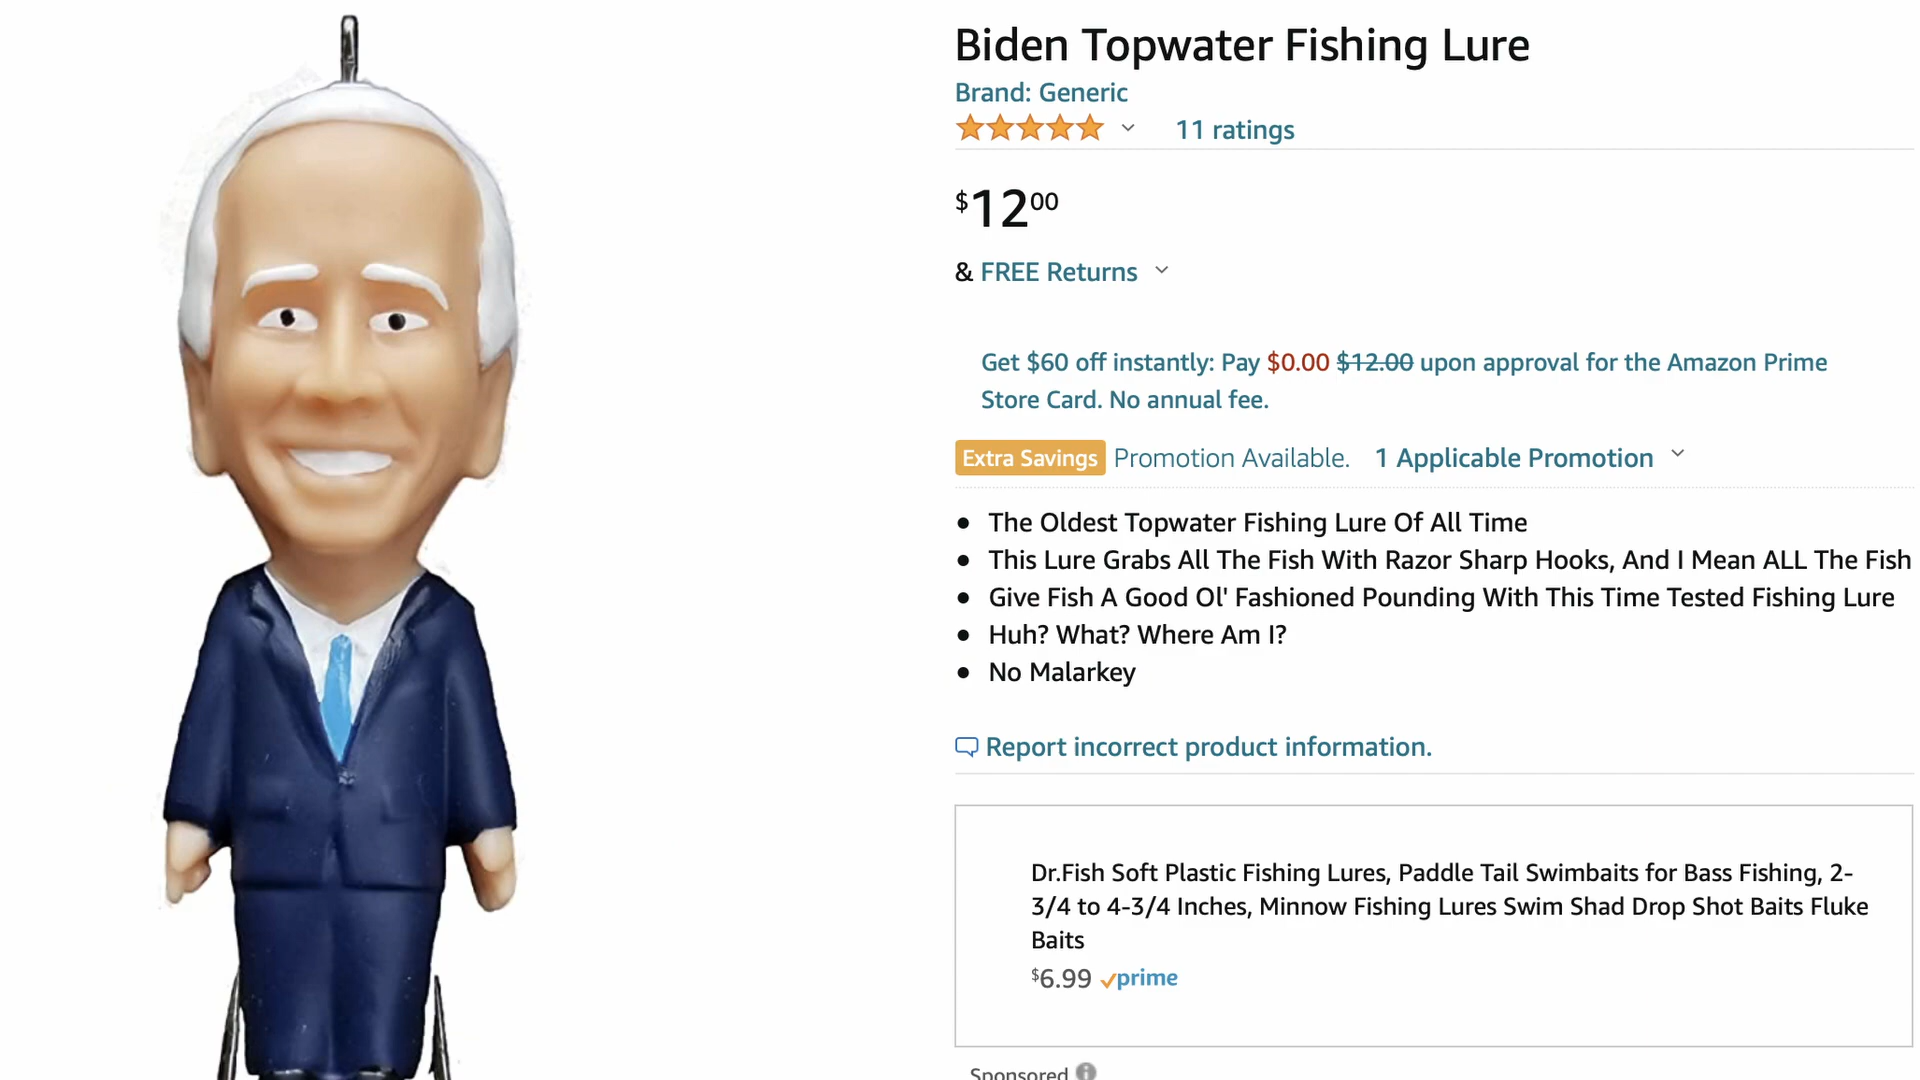 Biden Topwater Fishing Lure
Brand: Generic
11 ratings
$12 00
& FREE Returns
Get $60 off instantly: Pay $0.00 $12.00 upon approval for the Amazon Prime
Store Card. No annual fee.
Extra Savings Promotion Available. 1 Applicable Promotion
The Oldest Topwater Fishing Lure Of All Time
This Lure Grabs All The Fish With Razor Sharp Hooks, And I Mean ALL The Fish
Give Fish A Good Ol' Fashioned Pounding With This Time Tested Fishing Lure
Huh? What? Where Am I?
No Malarkey
Report incorrect product information.
Dr.Fish Soft Plastic Fishing Lures, Paddle Tail Swimbaits for Bass Fishing, 2-
3/4 to 4-3/4 Inches, Minnow Fishing Lures Swim Shad Drop Shot Baits Fluke
Baits
$6.99 prime
Sponsored